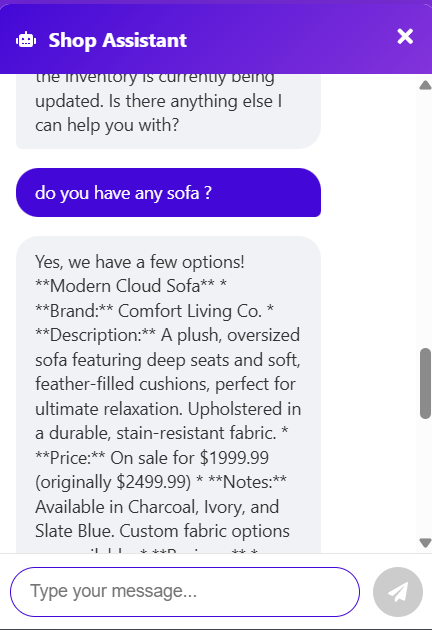 Shop Assistant
the inventory is currently being
updated. Is there anything else I
can help you with?
do you have any sofa ?
Yes, we have a few options!
**Modern Cloud Sofa** *
**Brand:** Comfort Living Co. *
**Description:** A plush, oversized
sofa featuring deep seats and soft,
feather-filled cushions, perfect for
ultimate relaxation. Upholstered in
a durable, stain-resistant fabric. *
**Price:** On sale for $1999.99
(originally $2499.99) * **Notes:**
Available in Charcoal, Ivory, and
Slate Blue. Custom fabric options
Type your message...